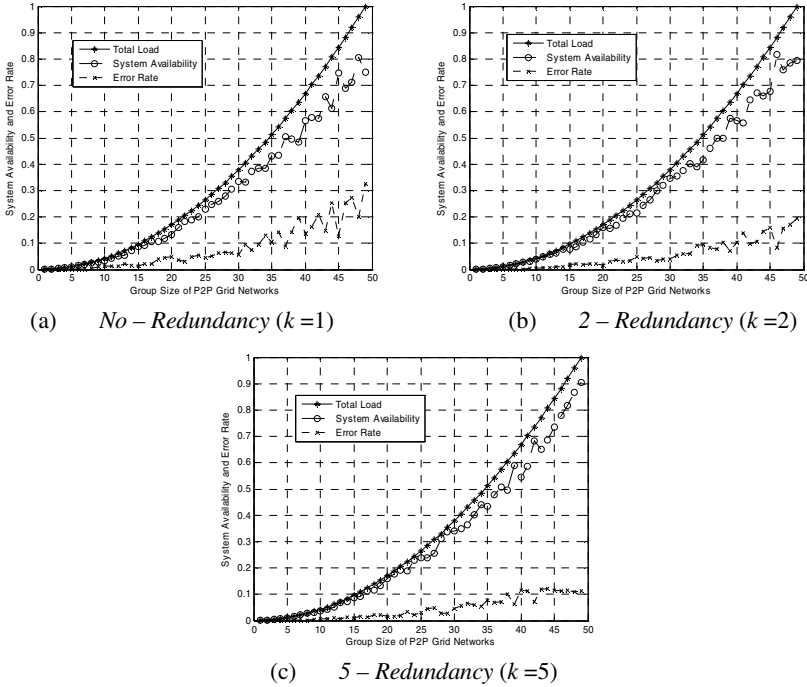 1
0.9
0.8
0.7
0.6
0.5
0.4
0.3
0.2
0.1
0
System Availability and Error Rate
Total Load
System Availability
Error Rate
0 5 10 15 20 25 30 35 40 45 50
Group Size of P2P Grid Networks
(a) No – Redundancy (k =1)
1
0.9
0.8
0.7
0.6
0.5
0.4
0.3
0.2
0.1
0
System Availability and Error Rate
Total Load
System Availability
Error Rate
0 5 10 15 20 25 30 35 40 45 50
Group Size of P2P Grid Networks
(b) 2 – Redundancy (k =2)
1
0.9
0.8
0.7
0.6
0.5
0.4
0.3
0.2
0.1
0
System Availability and Error Rate
Total Load
System Availability
Error Rate
0 5 10 15 20 25 30 35 40 45 50
Group Size of P2P Grid Networks
(c) 5 – Redundancy (k =5)